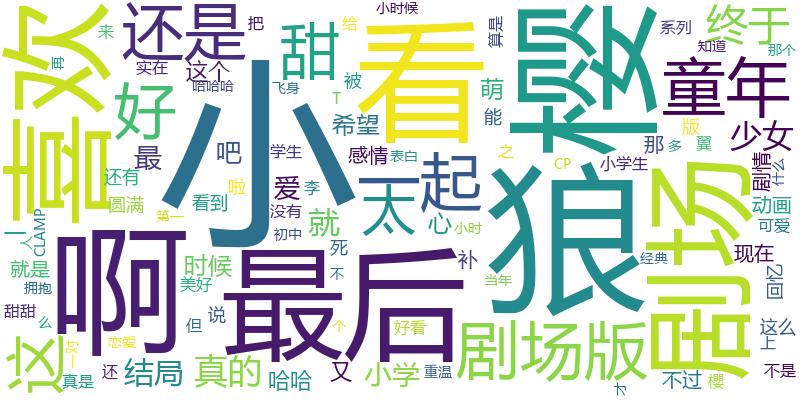 喜欢
来
再
还是
实在
把
这个
哈哈哈
甜
给
小时候
被
飞身
T
看
萌
算是
能
樱
系列
知道
终于
那个
童年
好
最
吧
小
希望
学生
感情
表白
一起
之
CP
小学生
那
多
版
翼
少女
剧情
什么
还有
圆满
啦
看到
爱
李
没有
初中
就
太
心
小时
狼
剧场
动画
可爱
一
人
CLAMP
就是
拥抱
第一
啊
时候
美好
最后
死
不
补
当年
经典
现在
回忆
甜甜
么
这
但
说
个
好看
剧场版
这么
上
恋爱
一对
真是
还
结局
真的
哈哈
又
小学
重温
才
不过
櫻
不是